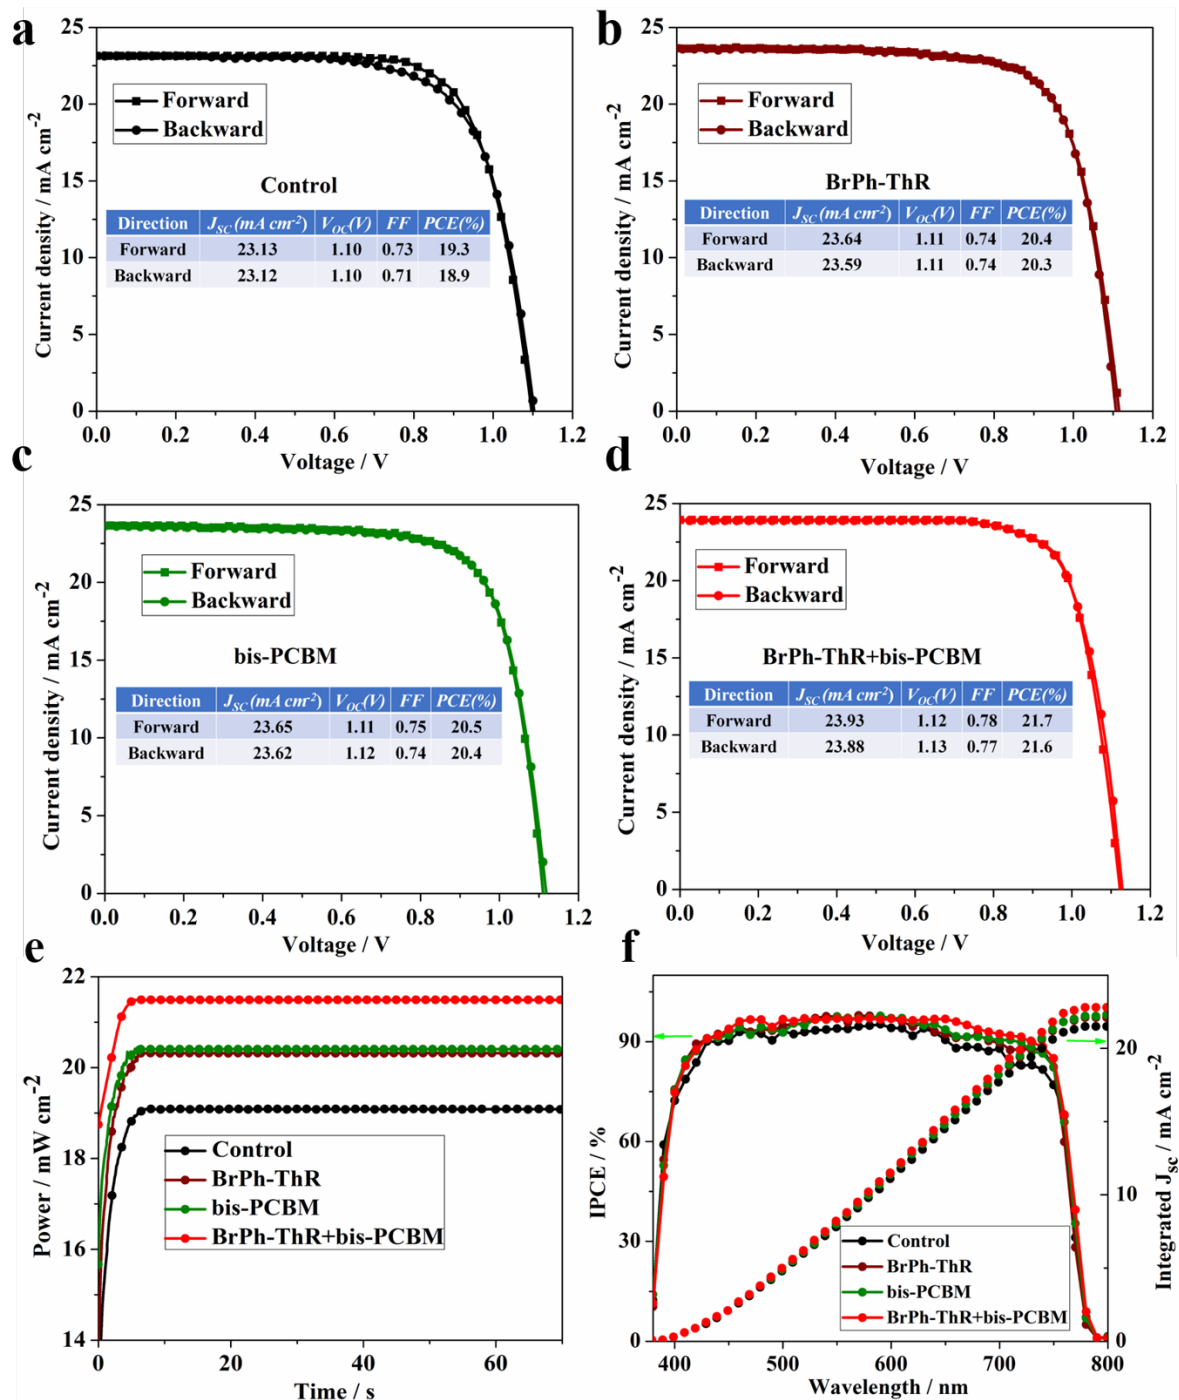 a
25
20
15
10
5
0
Current density / mA cm-2
Forward
Backward
Control
Direction JSC (mA cm-2) VOC(V) FF PCE(%)
Forward 23.13 1.10 0.73 19.3
Backward 23.12 1.10 0.71 18.9
0.0 0.2 0.4 0.6 0.8 1.0 1.2
Voltage / V
b
25
20
15
10
5
0
Current density / mA cm-2
Forward
Backward
BrPh-ThR
Direction JSC (mA cm-2) VOC(V) FF PCE(%)
Forward 23.64 1.11 0.74 20.4
Backward 23.59 1.11 0.74 20.3
0.0 0.2 0.4 0.6 0.8 1.0 1.2
Voltage / V
c
25
20
15
10
5
0
Current density / mA cm-2
Forward
Backward
bis-PCBM
Direction JSC (mA cm-2) VOC(V) FF PCE(%)
Forward 23.65 1.11 0.75 20.5
Backward 23.62 1.12 0.74 20.4
0.0 0.2 0.4 0.6 0.8 1.0 1.2
Voltage / V
d
25
20
15
10
5
0
Current density / mA cm-2
Forward
Backward
BrPh-ThR+bis-PCBM
Direction JSC (mA cm-2) VOC(V) FF PCE(%)
Forward 23.93 1.12 0.78 21.7
Backward 23.88 1.13 0.77 21.6
0.0 0.2 0.4 0.6 0.8 1.0 1.2
Voltage / V
e
22
20
18
16
14
Power / mW cm-2
Control
BrPh-ThR
bis-PCBM
BrPh-ThR+bis-PCBM
0 20 40 60
Time / s
f
90
60
30
0
IPCE / %
Control
BrPh-ThR
bis-PCBM
BrPh-ThR+bis-PCBM
20
10
0
Integrated Jsc / mA cm-2
400 500 600 700 800
Wavelength / nm